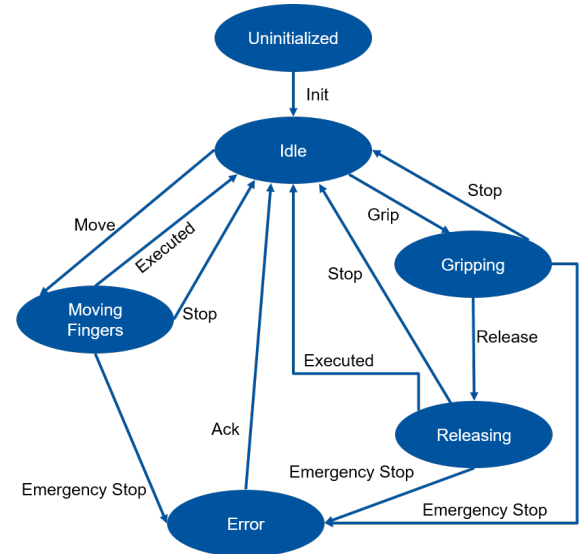 Uninitialized
Init
Idle
Stop
Move
Grip
Executed
Gripping
Stop
Moving
Fingers
Stop
Release
Executed
Ack
Releasing
Emergency Stop
Emergency Stop
Emergency Stop
Error